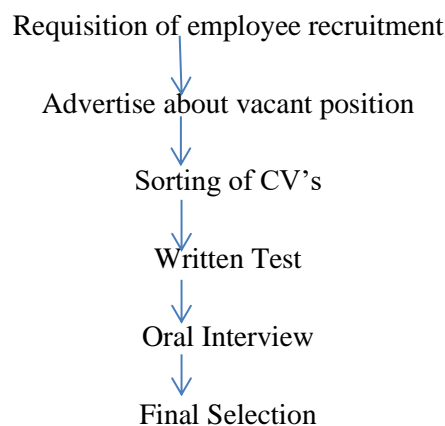 Requisition of employee recruitment
Advertise about vacant position
Sorting of CV’s
Written Test
Oral Interview
Final Selection